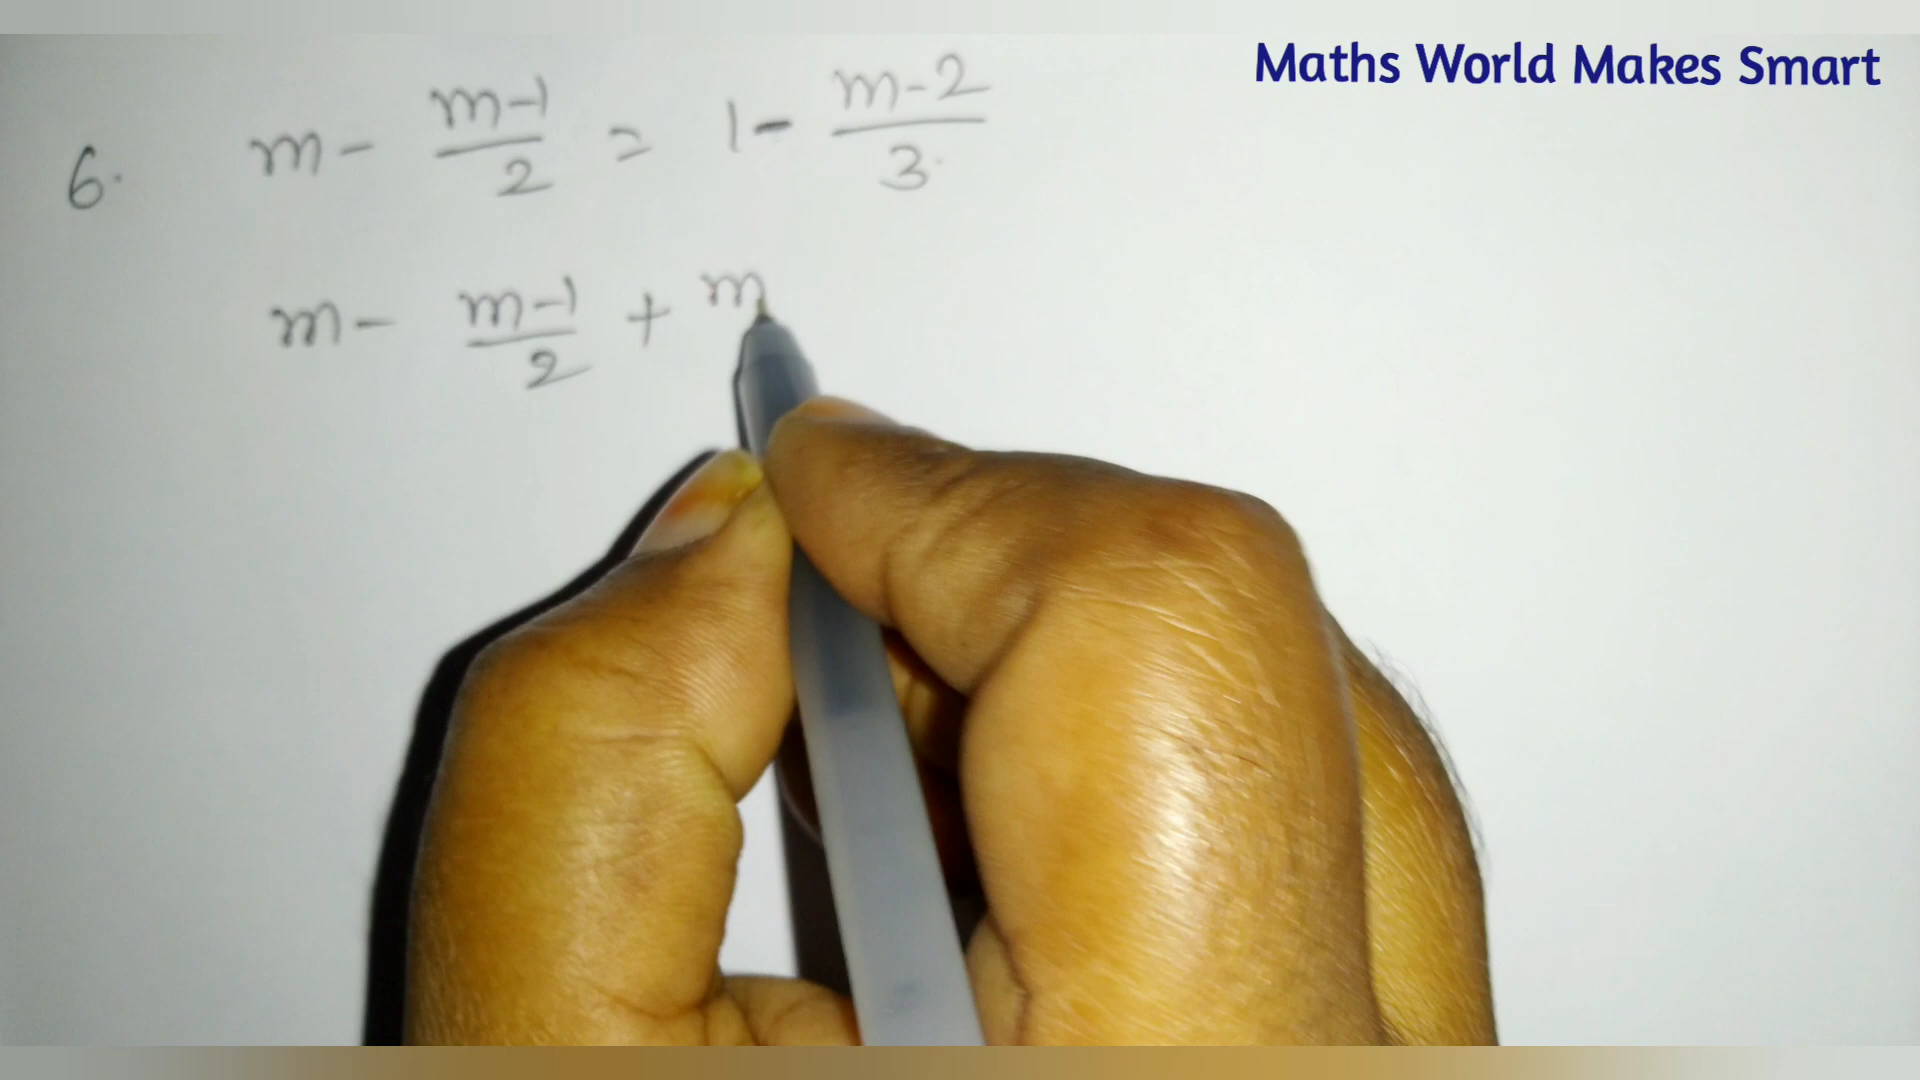 Maths World Makes Smart
6. m - (m-1)/2 = 1 - (m-2)/3
m - (m-1)/2 + m